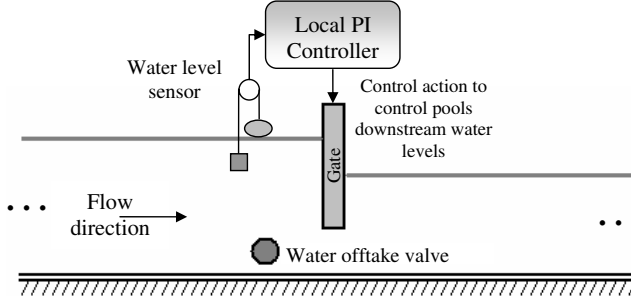 Local PI
Controller
Water level
sensor
Control action to
control pools
downstream water
levels
Gate
Flow
direction
Water offtake valve